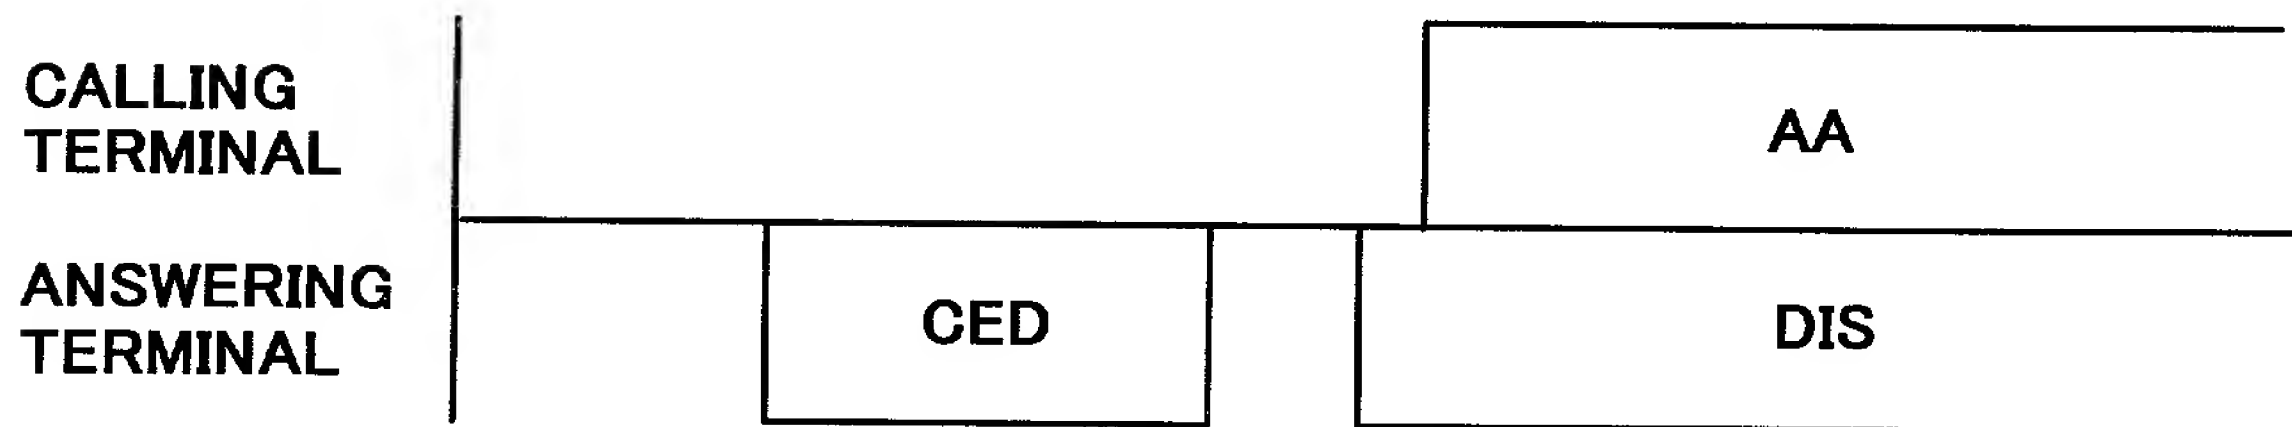 CALLING
TERMINAL
AA
ANSWERING
TERMINAL
CED
DIS